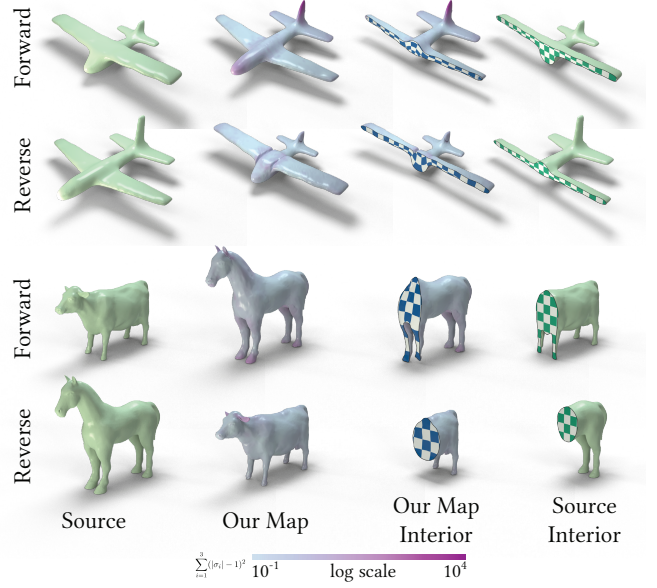 Forward
Reverse
Forward
Reverse
Source
Our Map
Our Map
Interior
Source
Interior
3
∑(|σᵢ|−1)²
i=1
10⁻¹ log scale 10⁴